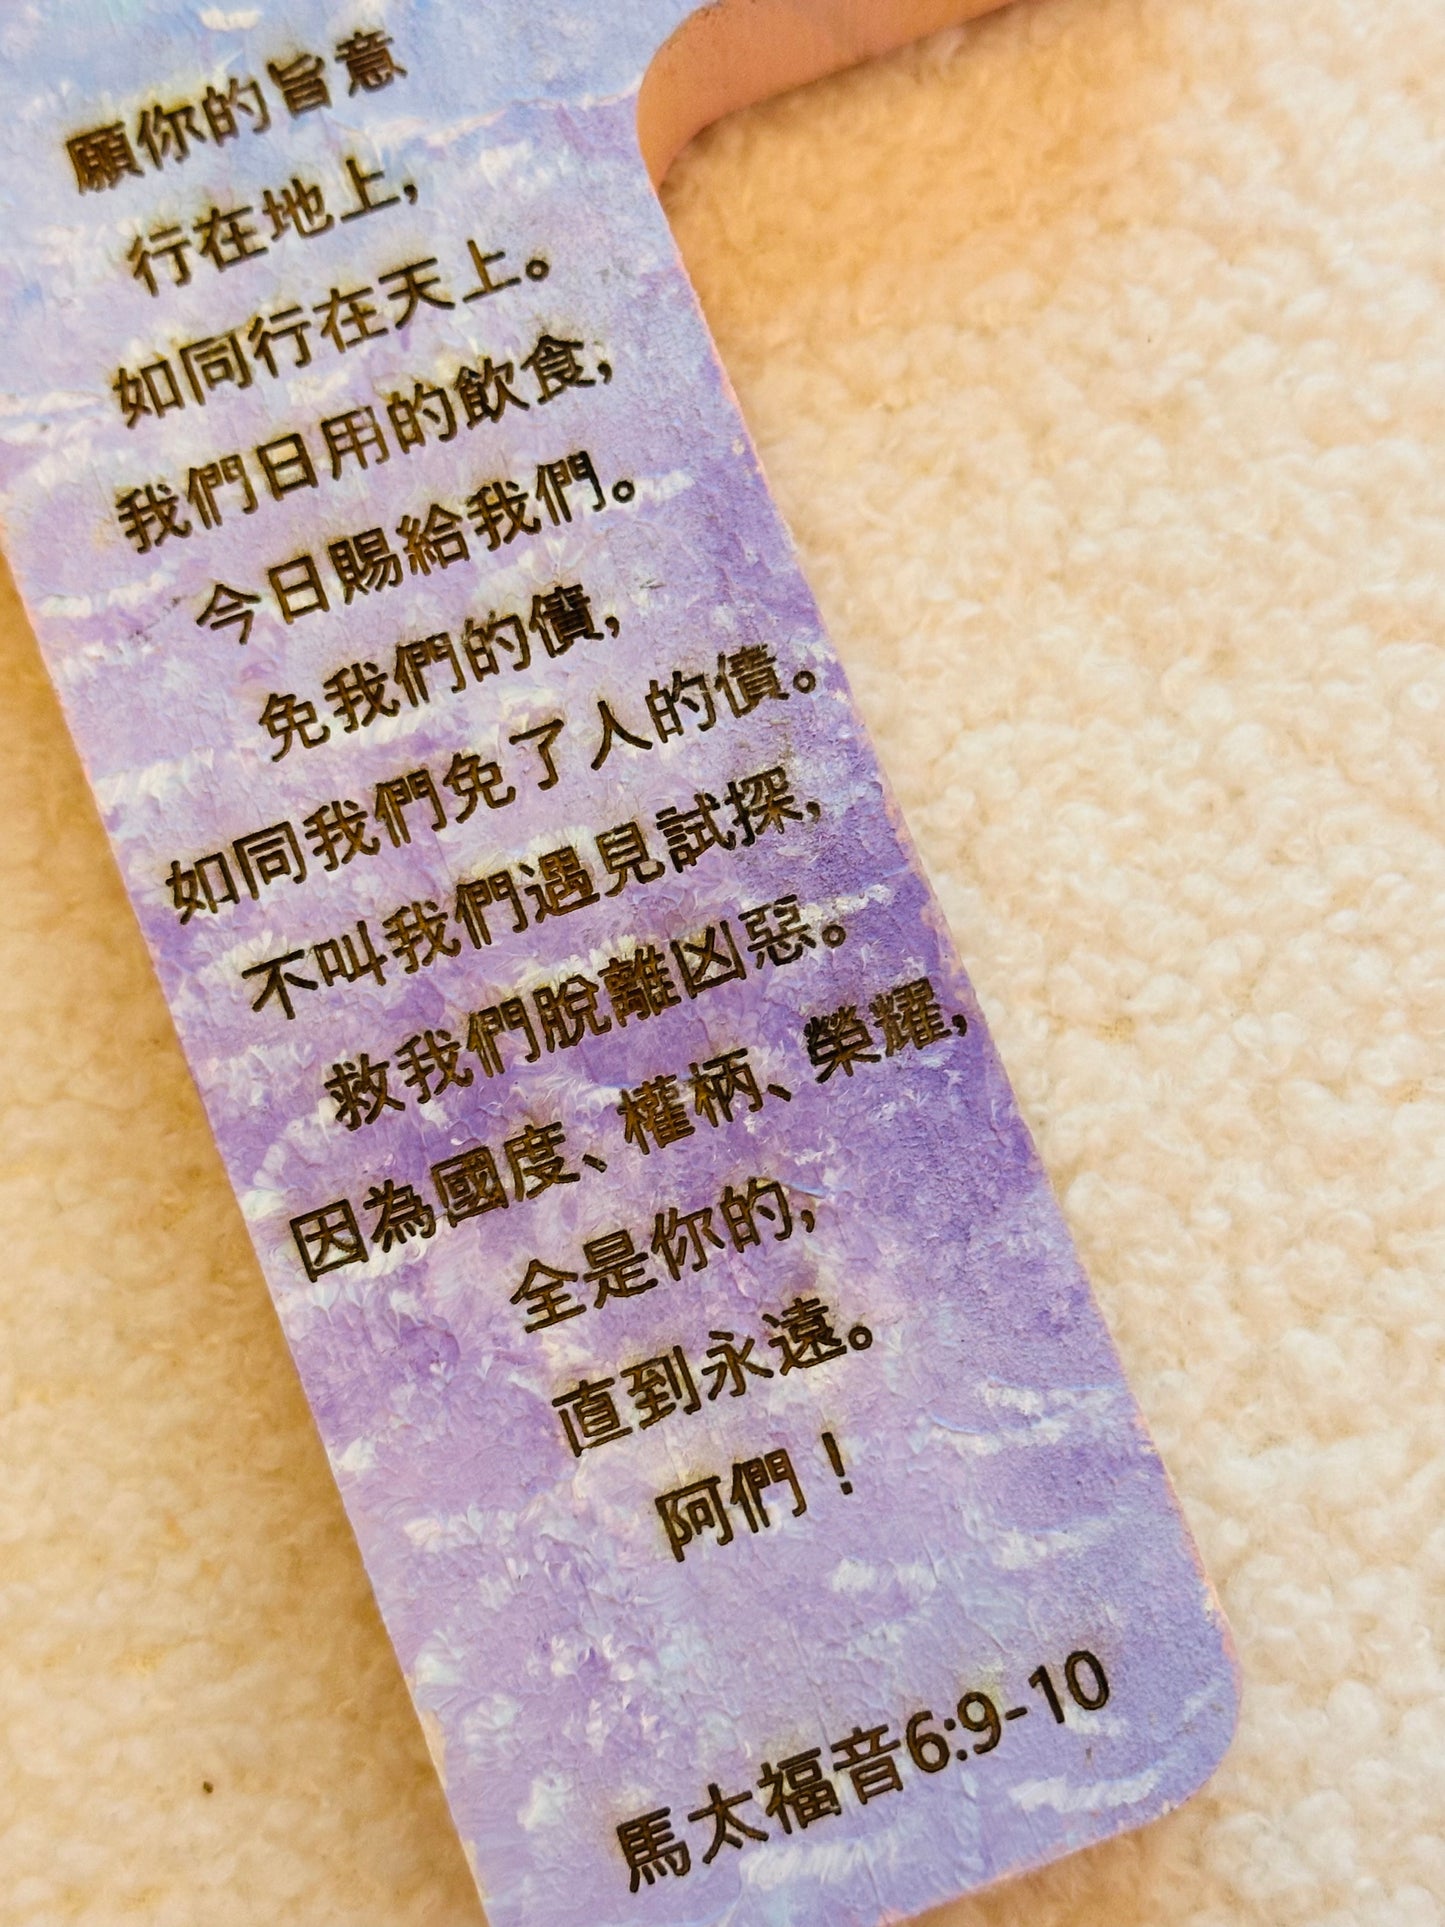 願你的旨意
行在地上,
如同行在天上。
我們日用的飲食,
今日賜給我們。
免我們的債,
如同我們免了人的債。
不叫我們遇見試探,
救我們脫離凶惡。
因為國度、權柄、榮耀,
全是你的,
直到永遠。
阿們！
馬太福音6:9-10